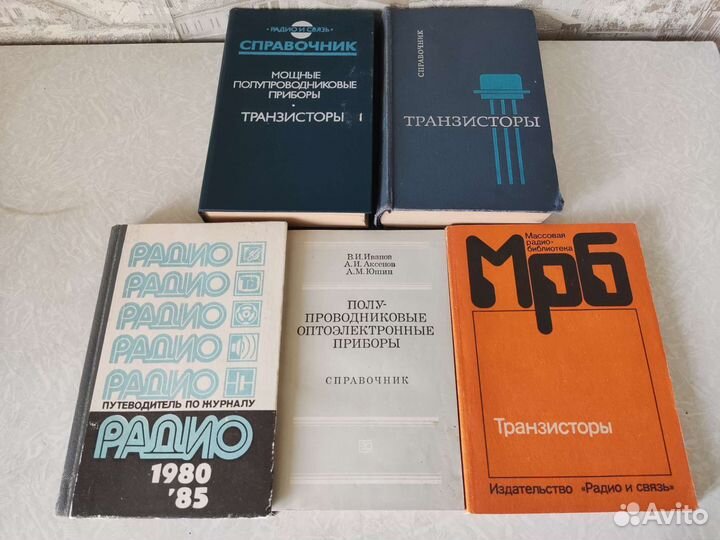 РАДИО И СВЯЗЬ
СПРАВОЧНИК
МОЩНЫЕ
ПОЛУПРОВОДНИКОВЫЕ
ПРИБОРЫ
ТРАНЗИСТОРЫ
СПРАВОЧНИК
ТРАНЗИСТОРЫ
РАДИО
РАДИО
РАДИО
РАДИО
РАДИО
ПУТЕВОДИТЕЛЬ ПО ЖУРНАЛУ
РАДИО
1980
'85
В.И.Иванов
А.И.Аксенов
А.М.Юшин
ПОЛУ-
ПРОВОДНИКОВЫЕ
ОПТОЭЛЕКТРОННЫЕ
ПРИБОРЫ
СПРАВОЧНИК
Массовая
радио-
библиотека
МРБ
Транзисторы
Издательство «Радио и связь»
Avito